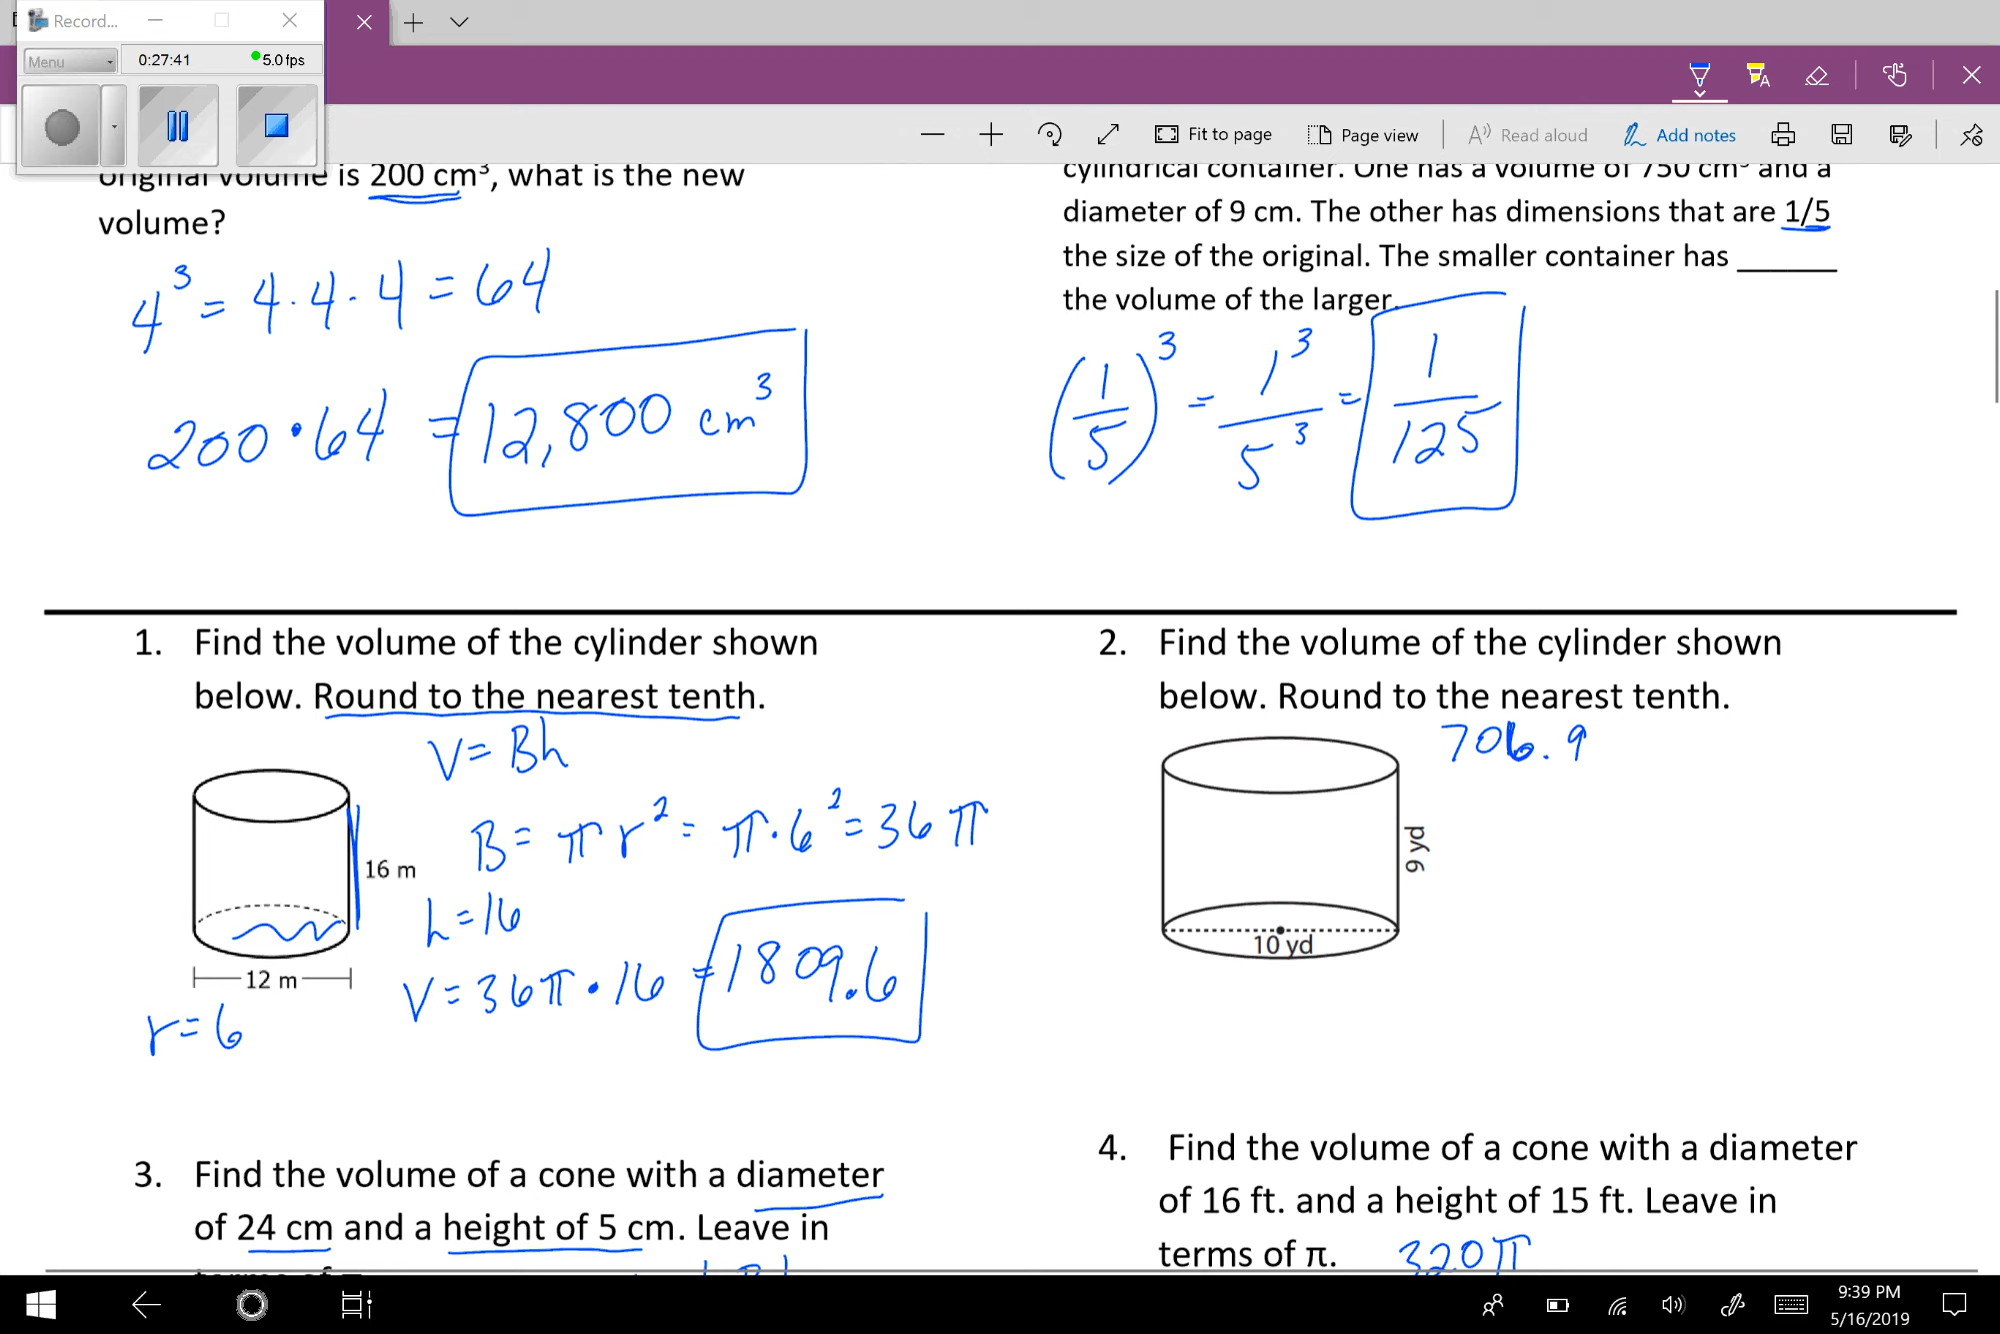 Record...
Menu
0:27:41
5.0 fps
Fit to page
Page view
Read aloud
Add notes
original volume is 200 cm³, what is the new
volume?
4³ = 4·4·4 = 64
200·64 = 12,800 cm³
cylindrical container. One has a volume of 750 cm³ and a
diameter of 9 cm. The other has dimensions that are 1/5
the size of the original. The smaller container has ______
the volume of the larger.
(1/5)³ = 1³/5³ = 1/125
1. Find the volume of the cylinder shown
below. Round to the nearest tenth.
V = Bh
B = πr² = π·6² = 36π
16 m
h = 16
12 m
V = 36π·16 = 1809.6
r = 6
2. Find the volume of the cylinder shown
below. Round to the nearest tenth.
706.9
9 yd
10 yd
3. Find the volume of a cone with a diameter
of 24 cm and a height of 5 cm. Leave in
4. Find the volume of a cone with a diameter
of 16 ft. and a height of 15 ft. Leave in
terms of π. 320π
9:39 PM
5/16/2019